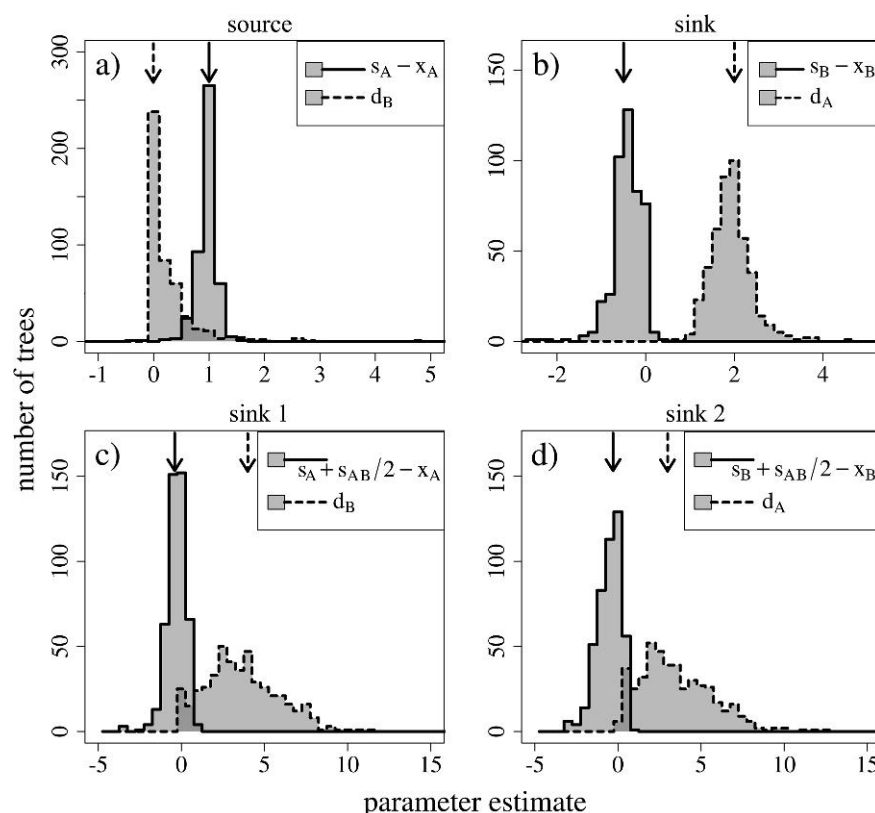 source
a)
s_A − x_A
d_B
300
200
100
50
0
-1 0 1 2 3 4 5
sink
b)
s_B − x_B
d_A
150
100
50
0
-2 0 2 4
number of trees
sink 1
c)
s_A + s_AB/2 − x_A
d_B
150
100
50
0
-5 0 5 10 15
sink 2
d)
s_B + s_AB/2 − x_B
d_A
150
100
50
0
-5 0 5 10 15
parameter estimate